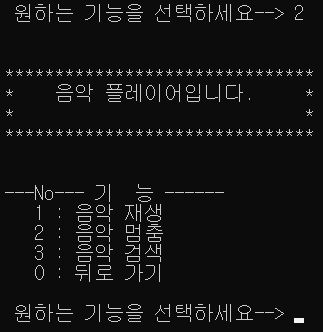 원하는 기능을 선택하세요--> 2
*******************************
*    음악 플레이어입니다.     *
*                             *
*******************************
---No--- 기  능 ------
1 : 음악 재생
2 : 음악 멈춤
3 : 음악 검색
0 : 뒤로 가기
원하는 기능을 선택하세요-->